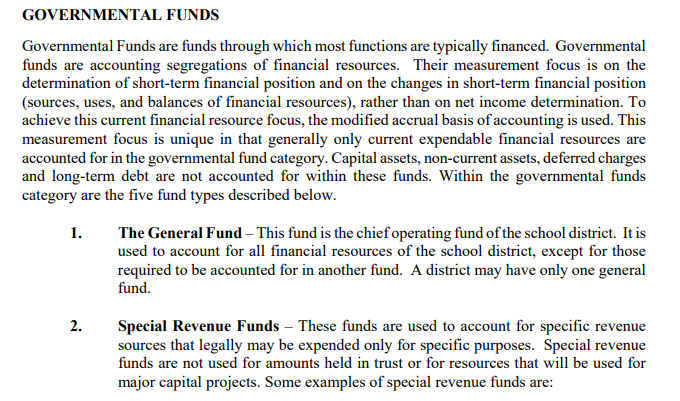 GOVERNMENTAL FUNDS
Governmental Funds are funds through which most functions are typically financed. Governmental
funds are accounting segregations of financial resources. Their measurement focus is on the
determination of short-term financial position and on the changes in short-term financial position
(sources, uses, and balances of financial resources), rather than on net income determination. To
achieve this current financial resource focus, the modified accrual basis of accounting is used. This
measurement focus is unique in that generally only current expendable financial resources are
accounted for in the governmental fund category. Capital assets, non-current assets, deferred charges
and long-term debt are not accounted for within these funds. Within the governmental funds
category are the five fund types described below.
1. The General Fund – This fund is the chief operating fund of the school district. It is
used to account for all financial resources of the school district, except for those
required to be accounted for in another fund. A district may have only one general
fund.
2. Special Revenue Funds – These funds are used to account for specific revenue
sources that legally may be expended only for specific purposes. Special revenue
funds are not used for amounts held in trust or for resources that will be used for
major capital projects. Some examples of special revenue funds are: